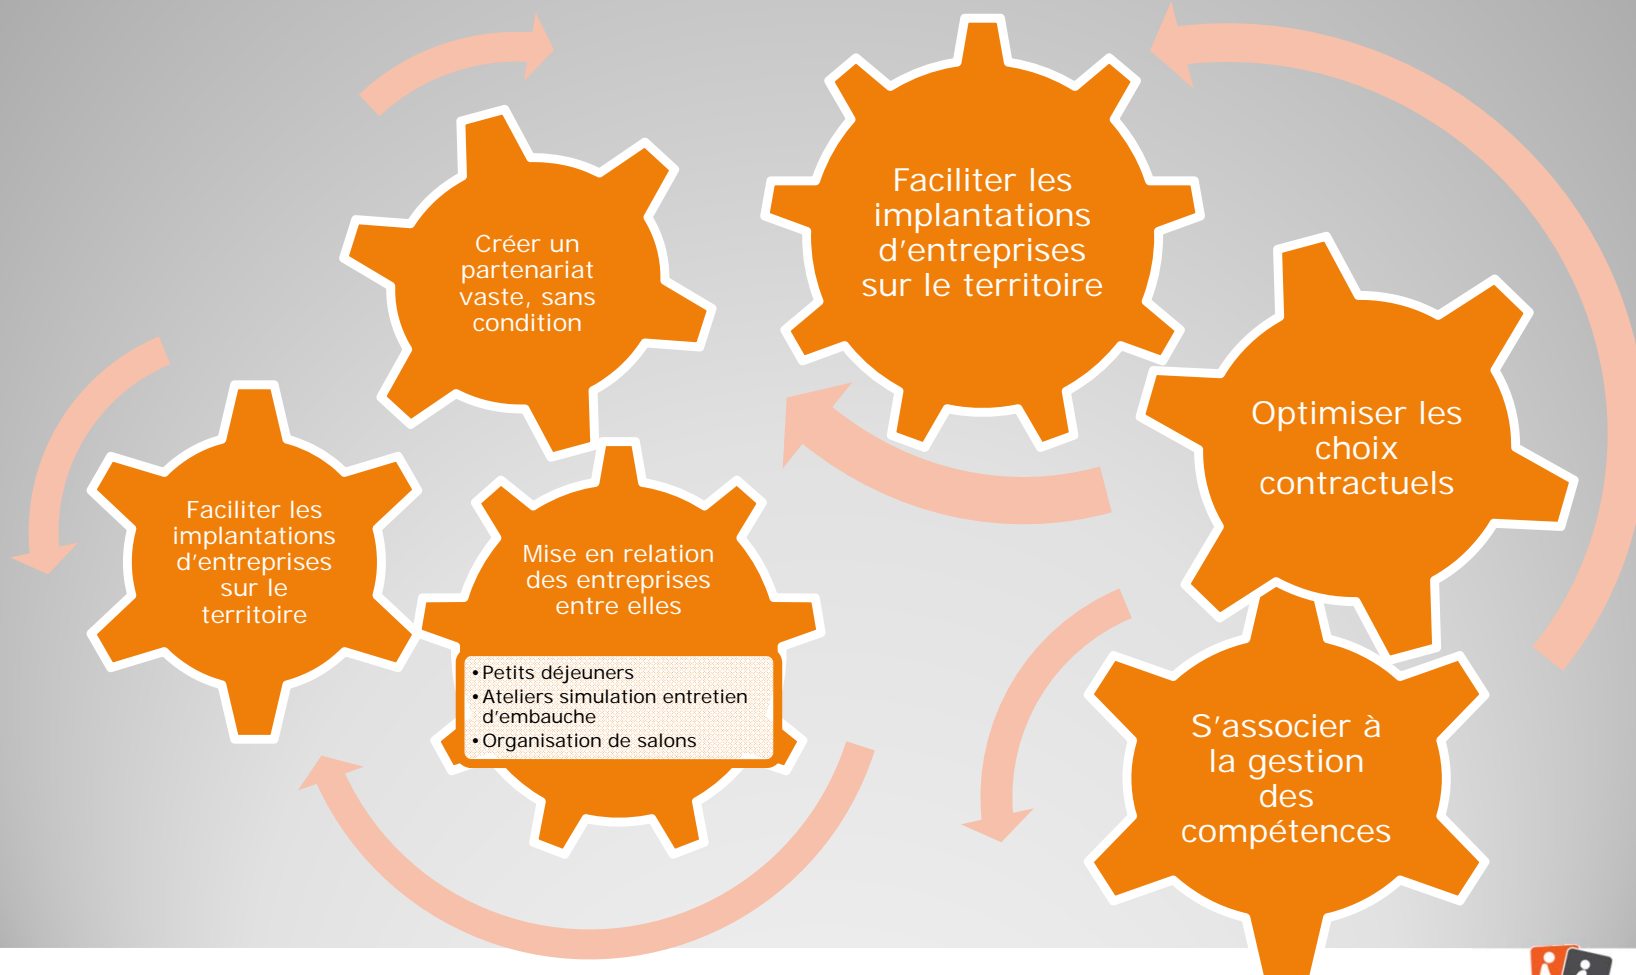 Créer un
partenariat
vaste, sans
condition
Faciliter les
implantations
d'entreprises
sur le territoire
Optimiser les
choix
contractuels
Faciliter les
implantations
d'entreprises
sur le
territoire
Mise en relation
des entreprises
entre elles
•Petits déjeuners
•Ateliers simulation entretien
d'embauche
•Organisation de salons
S'associer à
la gestion
des
compétences